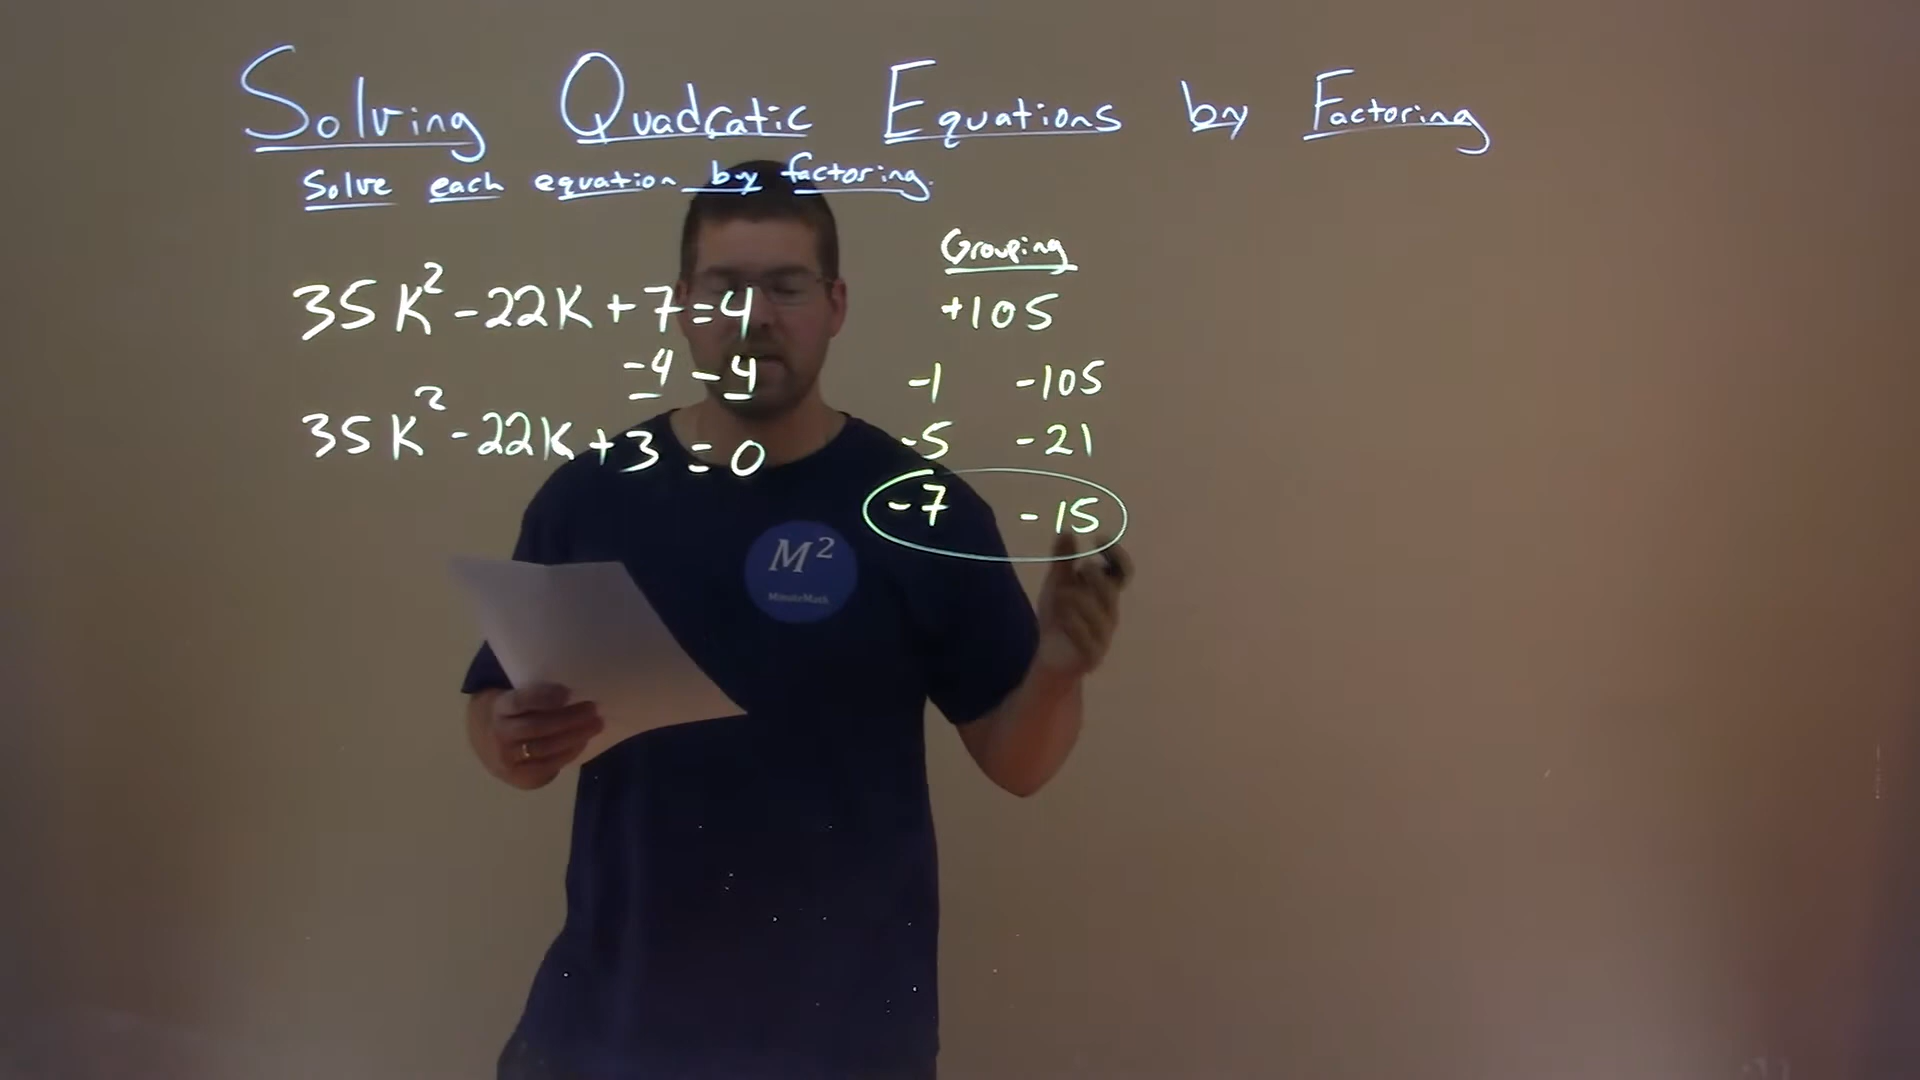 Solving Quadratic Equations by Factoring
Solve each equation by factoring.
35K² -22K +7 =4
-4 -4
35K² -22K +3 =0
Grouping
+105
-1 -105
-5 -21
-7 -15
M²
MinuteMath